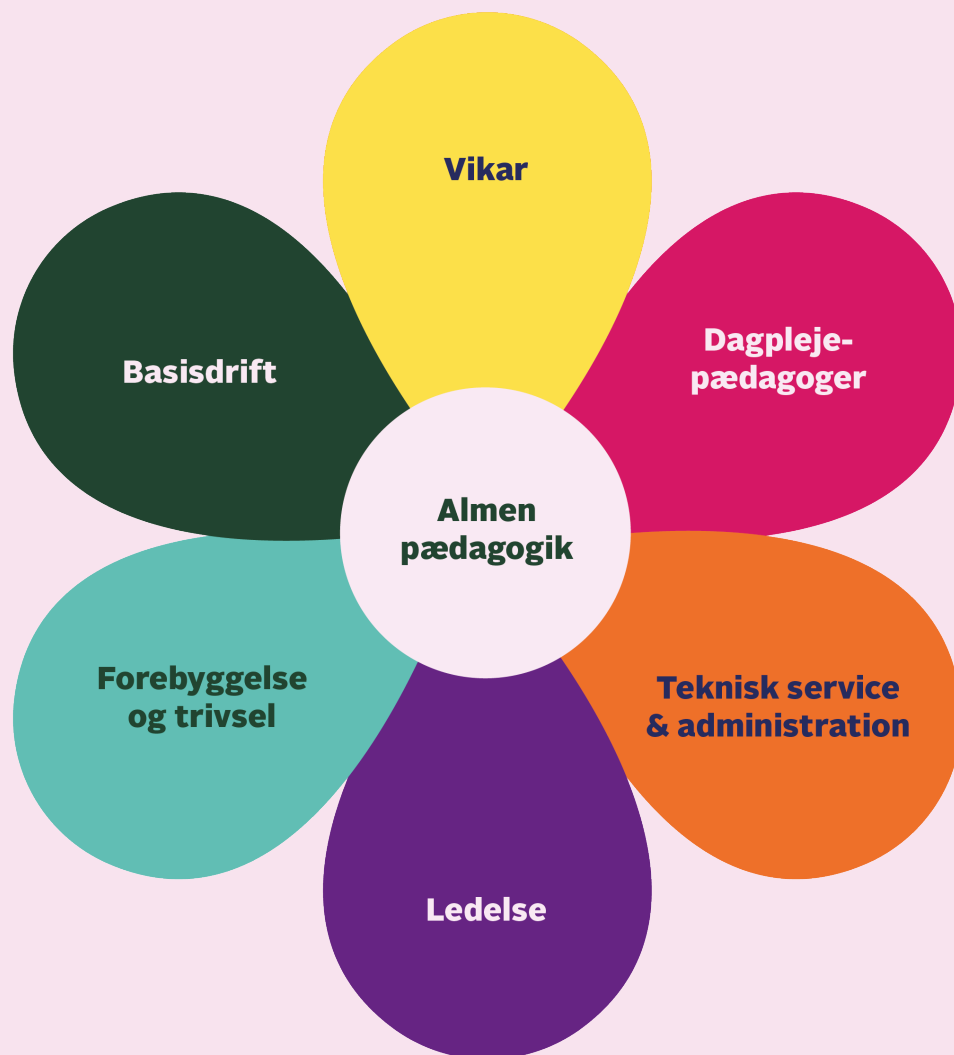 Vikar
Dagpleje-
pædagoger
Basisdrift
Almen
pædagogik
Forebyggelse
og trivsel
Teknisk service
& administration
Ledelse